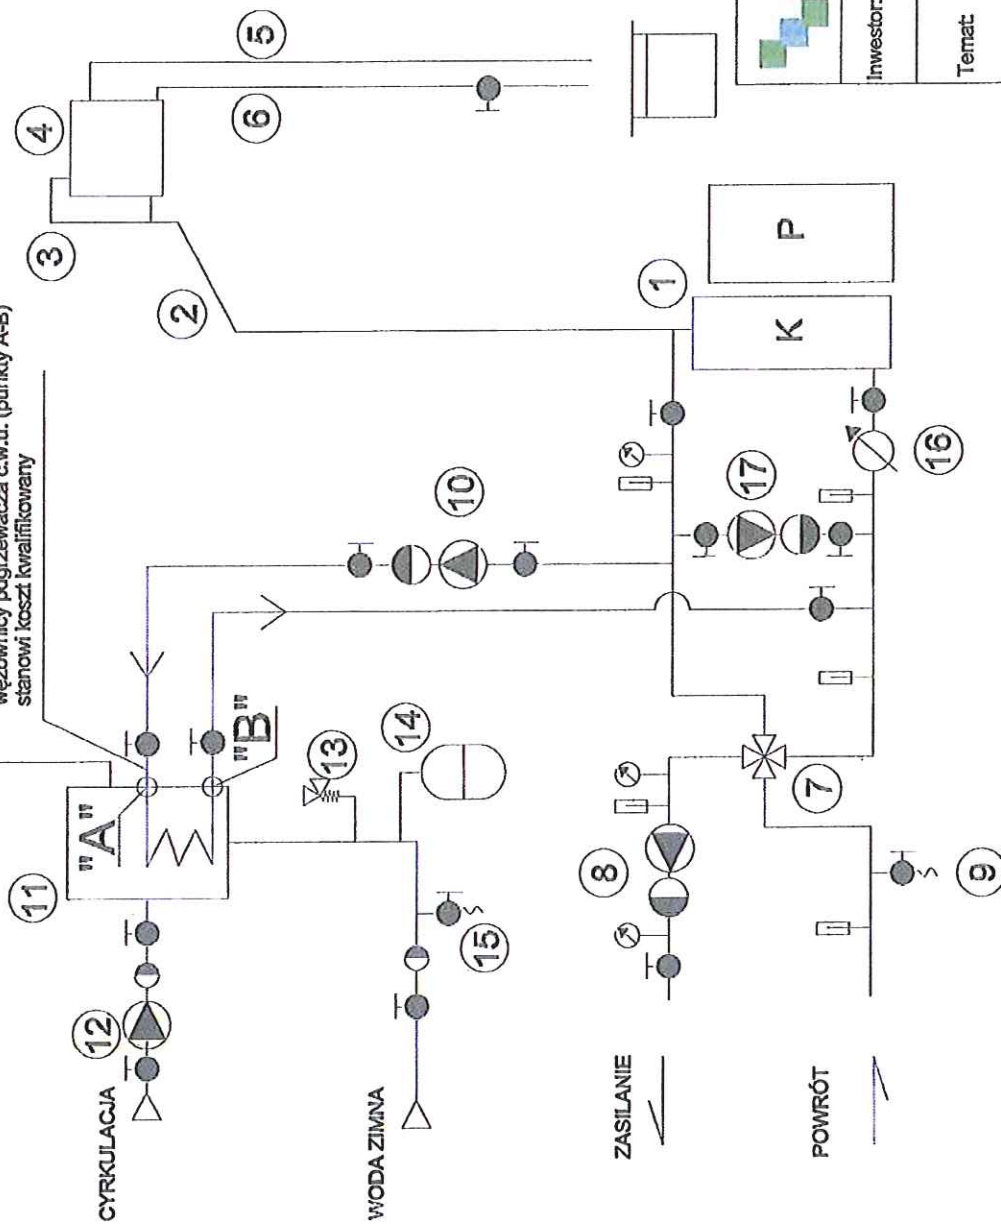 wężownicy podgrzewacza c.w.u. (punkty A-B)
stanowi koszt kwalifikowany
4
5
3
6
2
11
"A"
"B"
10
12
CYRKULACJA
13
14
1
K
P
WODA ZIMNA
15
17
16
8
7
9
ZASILANIE
POWRÓT
Inwestor:
Temat: